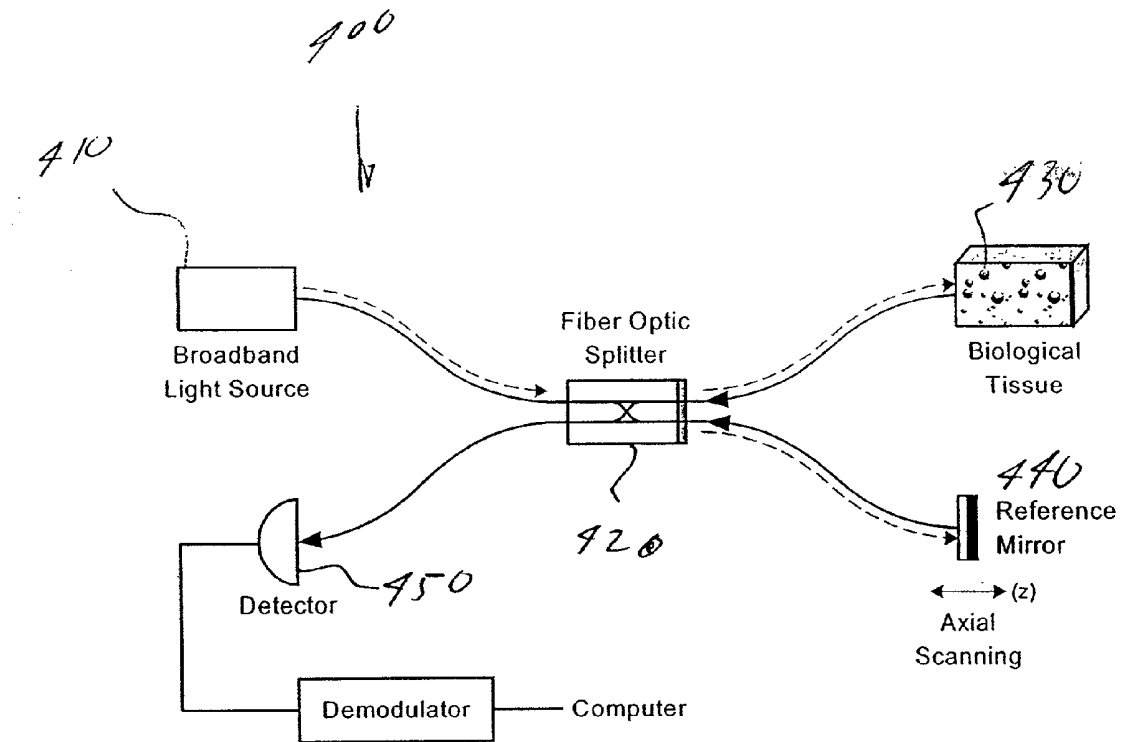 400
410
430
Fiber Optic
Splitter
Broadband
Light Source
Biological
Tissue
440
Reference
Mirror
420
450
Detector
(z)
Axial
Scanning
Demodulator
Computer